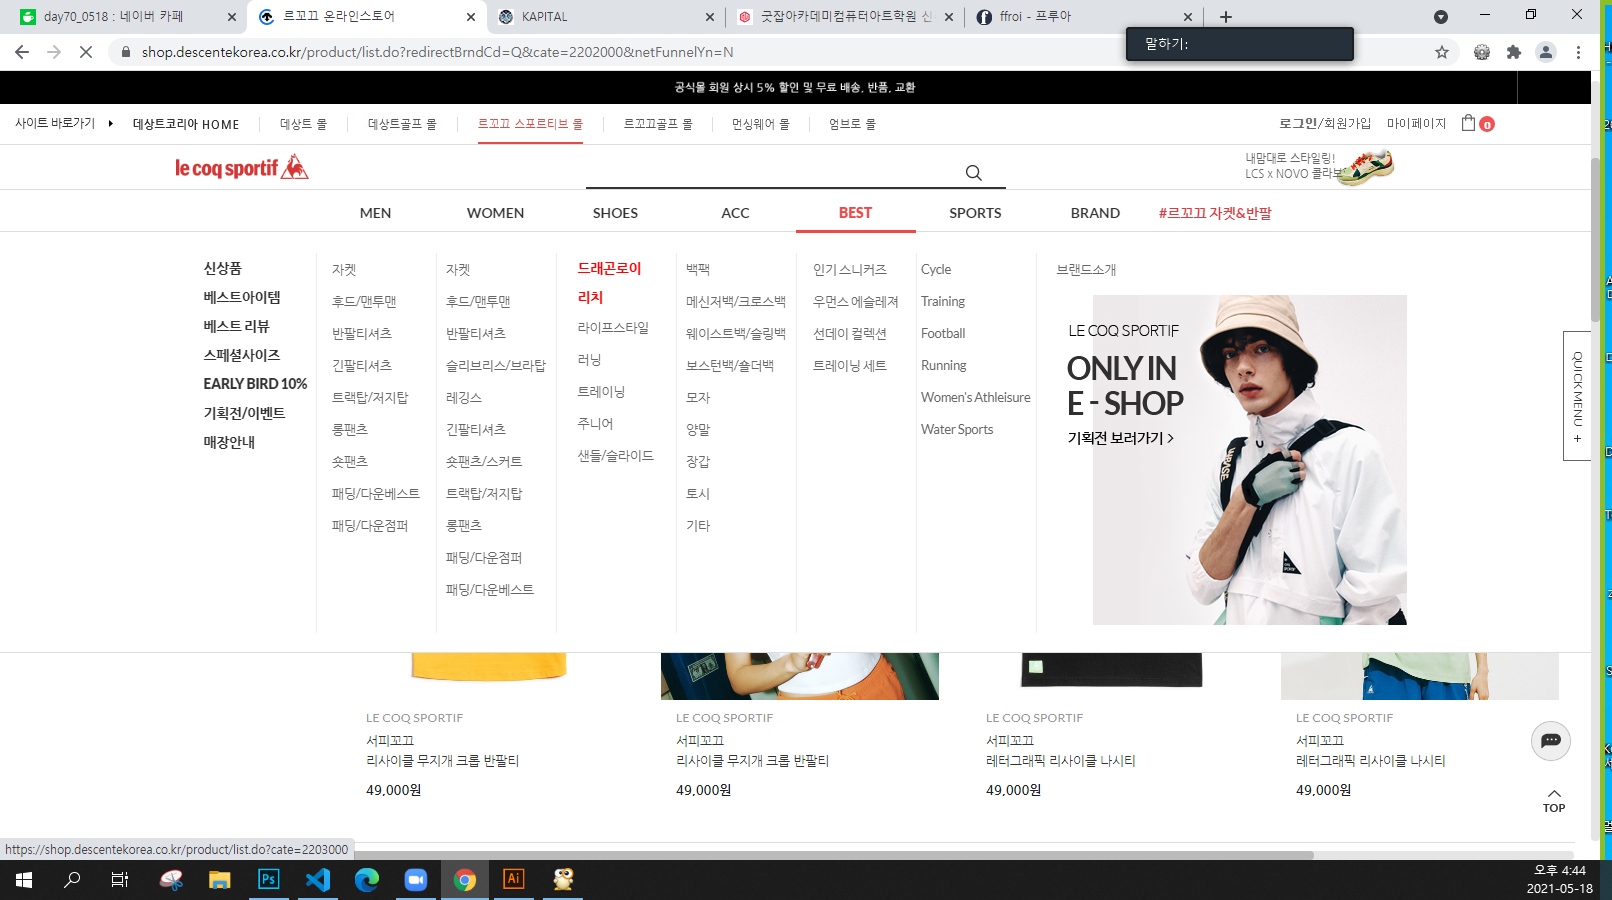 day70_0518 : 네이버 카페
르꼬끄 온라인스토어
KAPITAL
굿잡아카데미컴퓨터아트학원 신
ffroi - 프루아
말하기:
shop.descentekorea.co.kr/product/list.do?redirectBrndCd=Q&cate=2202000&netFunnelYn=N
공식몰 회원 상시 5% 할인 및 무료 배송, 반품, 교환
사이트 바로가기
데상트코리아 HOME
데상트 몰
데상트골프 몰
르꼬끄 스포르티브 몰
르꼬끄골프 몰
먼싱웨어 몰
엄브로 몰
로그인/회원가입
마이페이지
0
le coq sportif
내맘대로 스타일링!
LCS x NOVO 콜라보
MEN
WOMEN
SHOES
ACC
BEST
SPORTS
BRAND
#르꼬끄 자켓&반팔
신상품
베스트아이템
베스트 리뷰
스페셜사이즈
EARLY BIRD 10%
기획전/이벤트
매장안내
자켓
후드/맨투맨
반팔티셔츠
긴팔티셔츠
트랙탑/저지탑
롱팬츠
숏팬츠
패딩/다운베스트
패딩/다운점퍼
자켓
후드/맨투맨
반팔티셔츠
슬리브리스/브라탑
레깅스
긴팔티셔츠
숏팬츠/스커트
트랙탑/저지탑
롱팬츠
패딩/다운점퍼
패딩/다운베스트
드래곤로이
리치
라이프스타일
러닝
트레이닝
주니어
샌들/슬라이드
백팩
메신저백/크로스백
웨이스트백/슬링백
보스턴백/숄더백
모자
양말
장갑
토시
기타
인기 스니커즈
우먼스 애슬레져
선데이 컬렉션
트레이닝 세트
Cycle
Training
Football
Running
Women's Athleisure
Water Sports
브랜드소개
LE COQ SPORTIF
ONLY IN
E - SHOP
기획전 보러가기 >
QUICK MENU +
LE COQ SPORTIF
서피꼬끄
리사이클 무지개 크롭 반팔티
49,000원
LE COQ SPORTIF
서피꼬끄
리사이클 무지개 크롭 반팔티
49,000원
LE COQ SPORTIF
서피꼬끄
레터그래픽 리사이클 나시티
49,000원
LE COQ SPORTIF
서피꼬끄
레터그래픽 리사이클 나시티
49,000원
TOP
https://shop.descentekorea.co.kr/product/list.do?cate=2203000
Ps
Ai
오후 4:44
2021-05-18